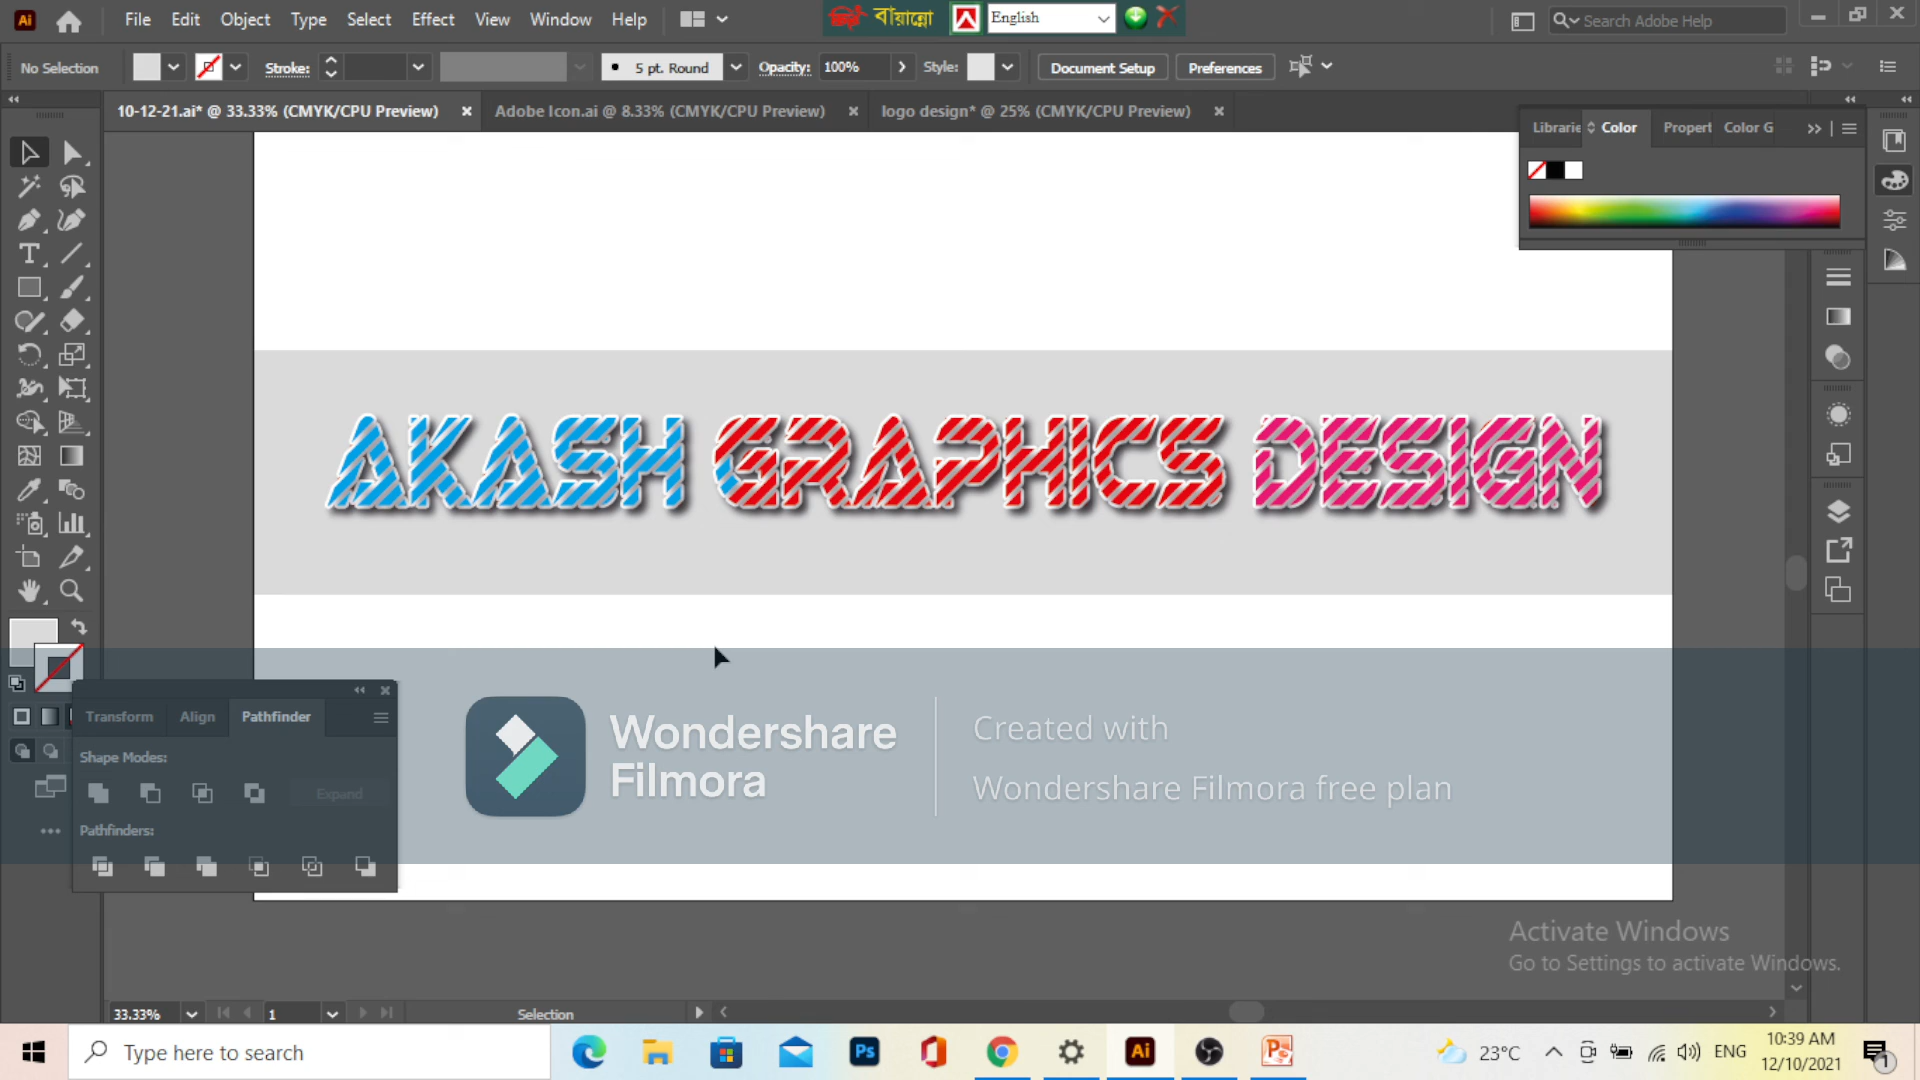 File Edit Object Type Select Effect View Window Help
বায়ান্নো
English
Search Adobe Help
No Selection
Stroke:
5 pt. Round
Opacity: 100%
Style:
Document Setup
Preferences
10-12-21.ai* @ 33.33% (CMYK/CPU Preview)
Adobe Icon.ai @ 8.33% (CMYK/CPU Preview)
logo design* @ 25% (CMYK/CPU Preview)
Librarie Color Propert Color G
AKASH GRAPHICS DESIGN
Transform Align Pathfinder
Shape Modes:
Expand
Pathfinders:
Wondershare
Filmora
Created with
Wondershare Filmora free plan
Activate Windows
Go to Settings to activate Windows.
33.33%
1
Selection
Type here to search
Ps
Ai
23°C
ENG
10:39 AM
12/10/2021
1